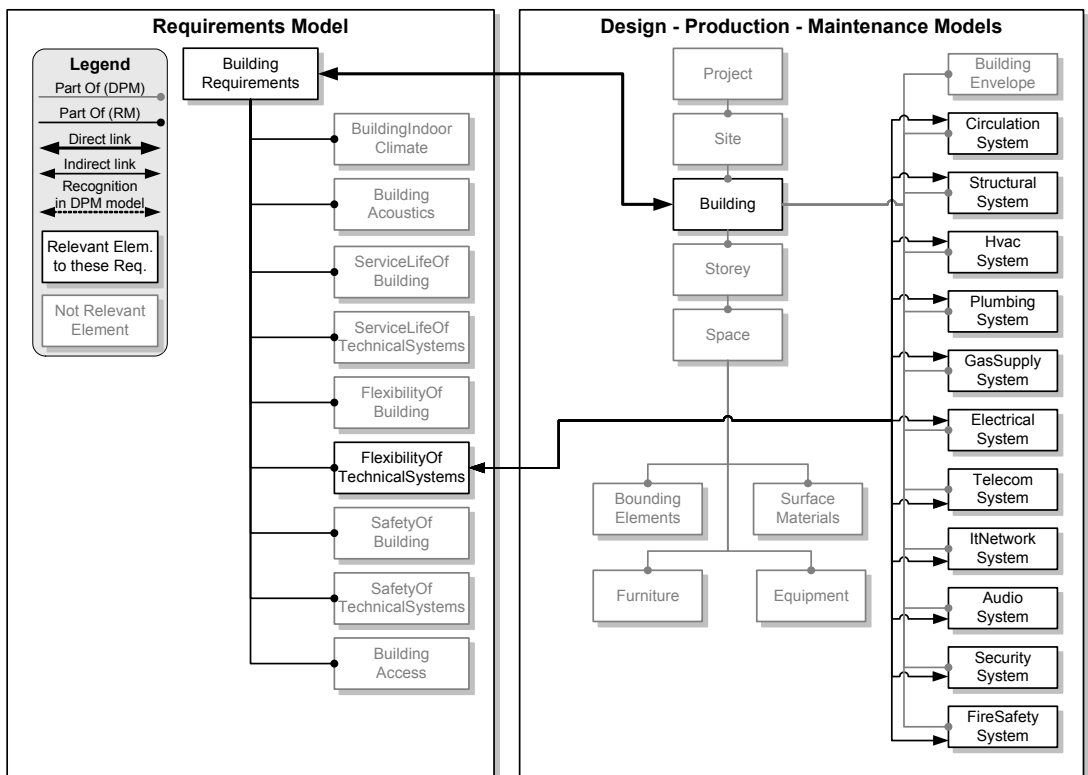 Requirements Model
Legend
Part Of (DPM)
Part Of (RM)
Direct link
Indirect link
Recognition
in DPM model
Relevant Elem.
to these Req.
Not Relevant
Element
Building
Requirements
BuildingIndoor
Climate
Building
Acoustics
ServiceLifeOf
Building
ServiceLifeOf
TechnicalSystems
FlexibilityOf
Building
FlexibilityOf
TechnicalSystems
SafetyOf
Building
SafetyOf
TechnicalSystems
Building
Access
Design - Production - Maintenance Models
Project
Site
Building
Storey
Space
Bounding
Elements
Surface
Materials
Furniture
Equipment
Building
Envelope
Circulation
System
Structural
System
Hvac
System
Plumbing
System
GasSupply
System
Electrical
System
Telecom
System
ItNetwork
System
Audio
System
Security
System
FireSafety
System